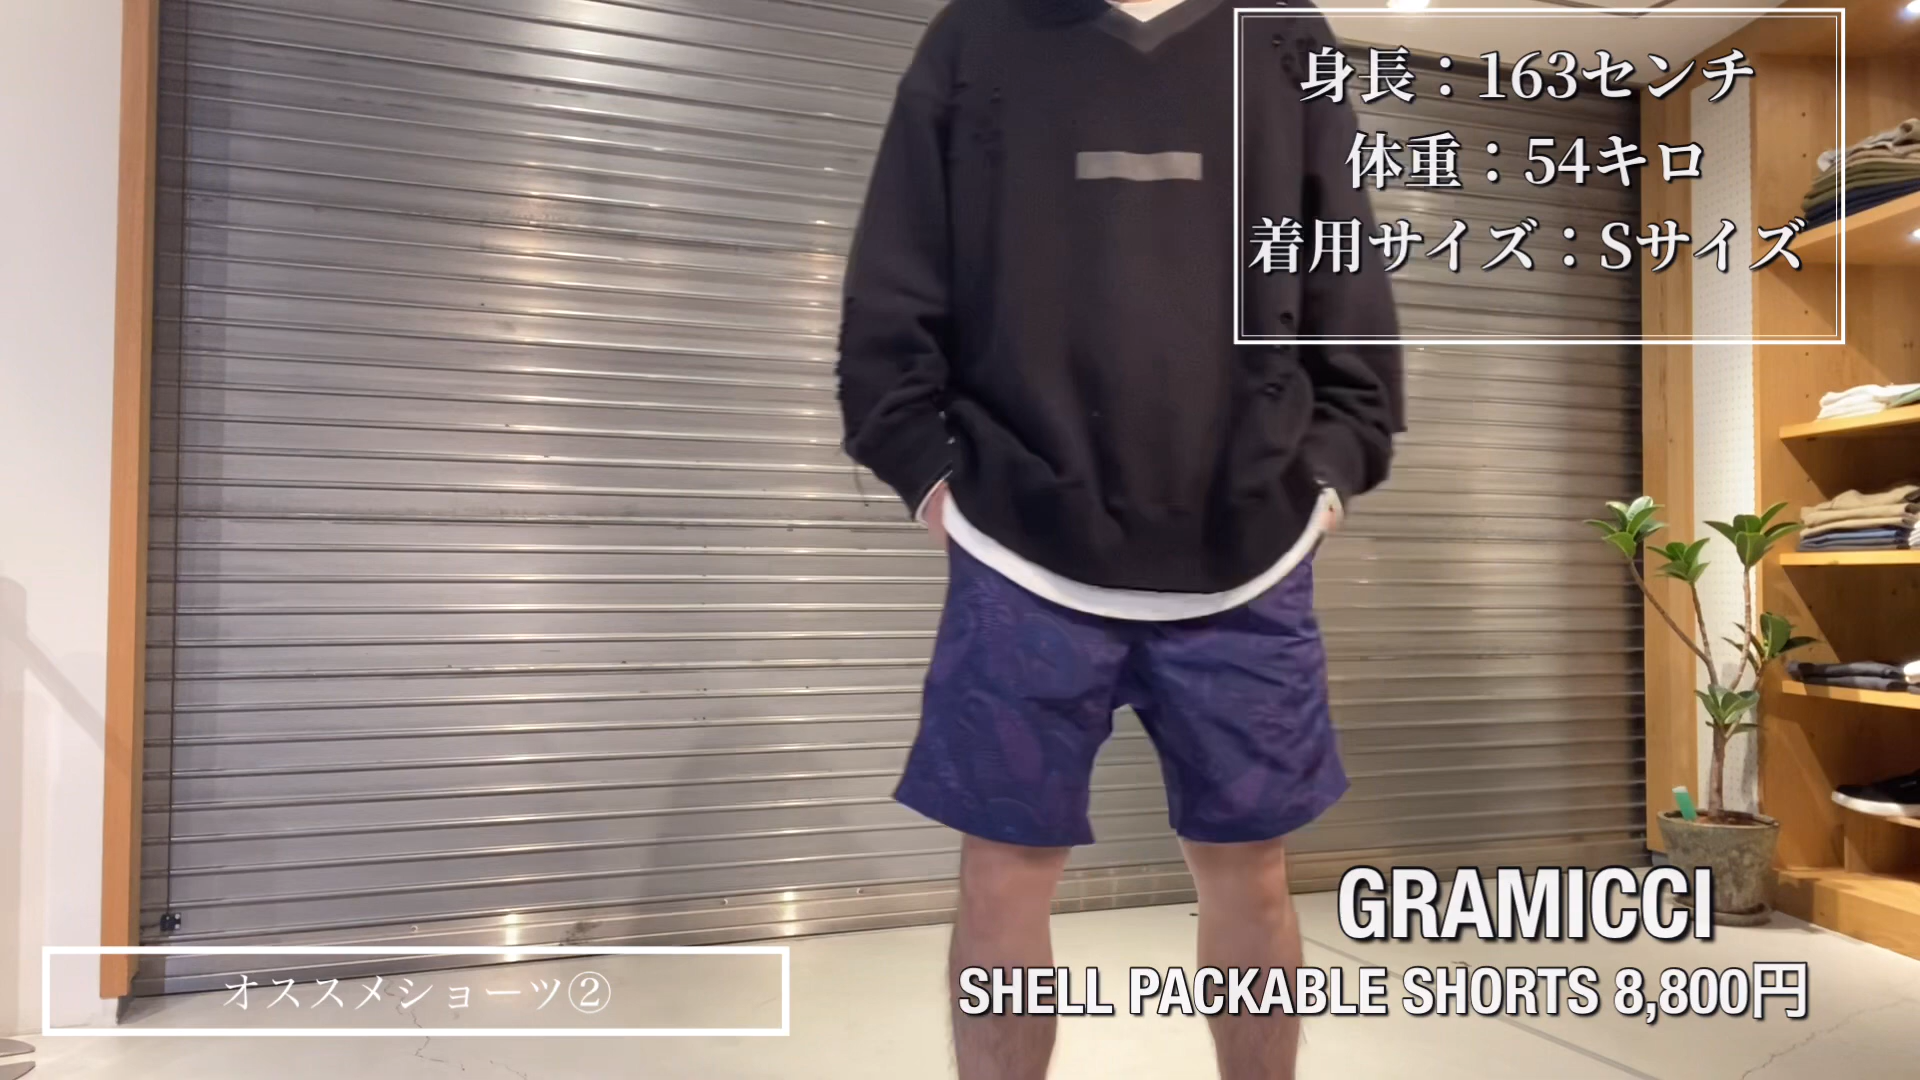 身長：163センチ
体重：54キロ
着用サイズ：Sサイズ
GRAMICCI
SHELL PACKABLE SHORTS 8,800円
オススメショーツ②